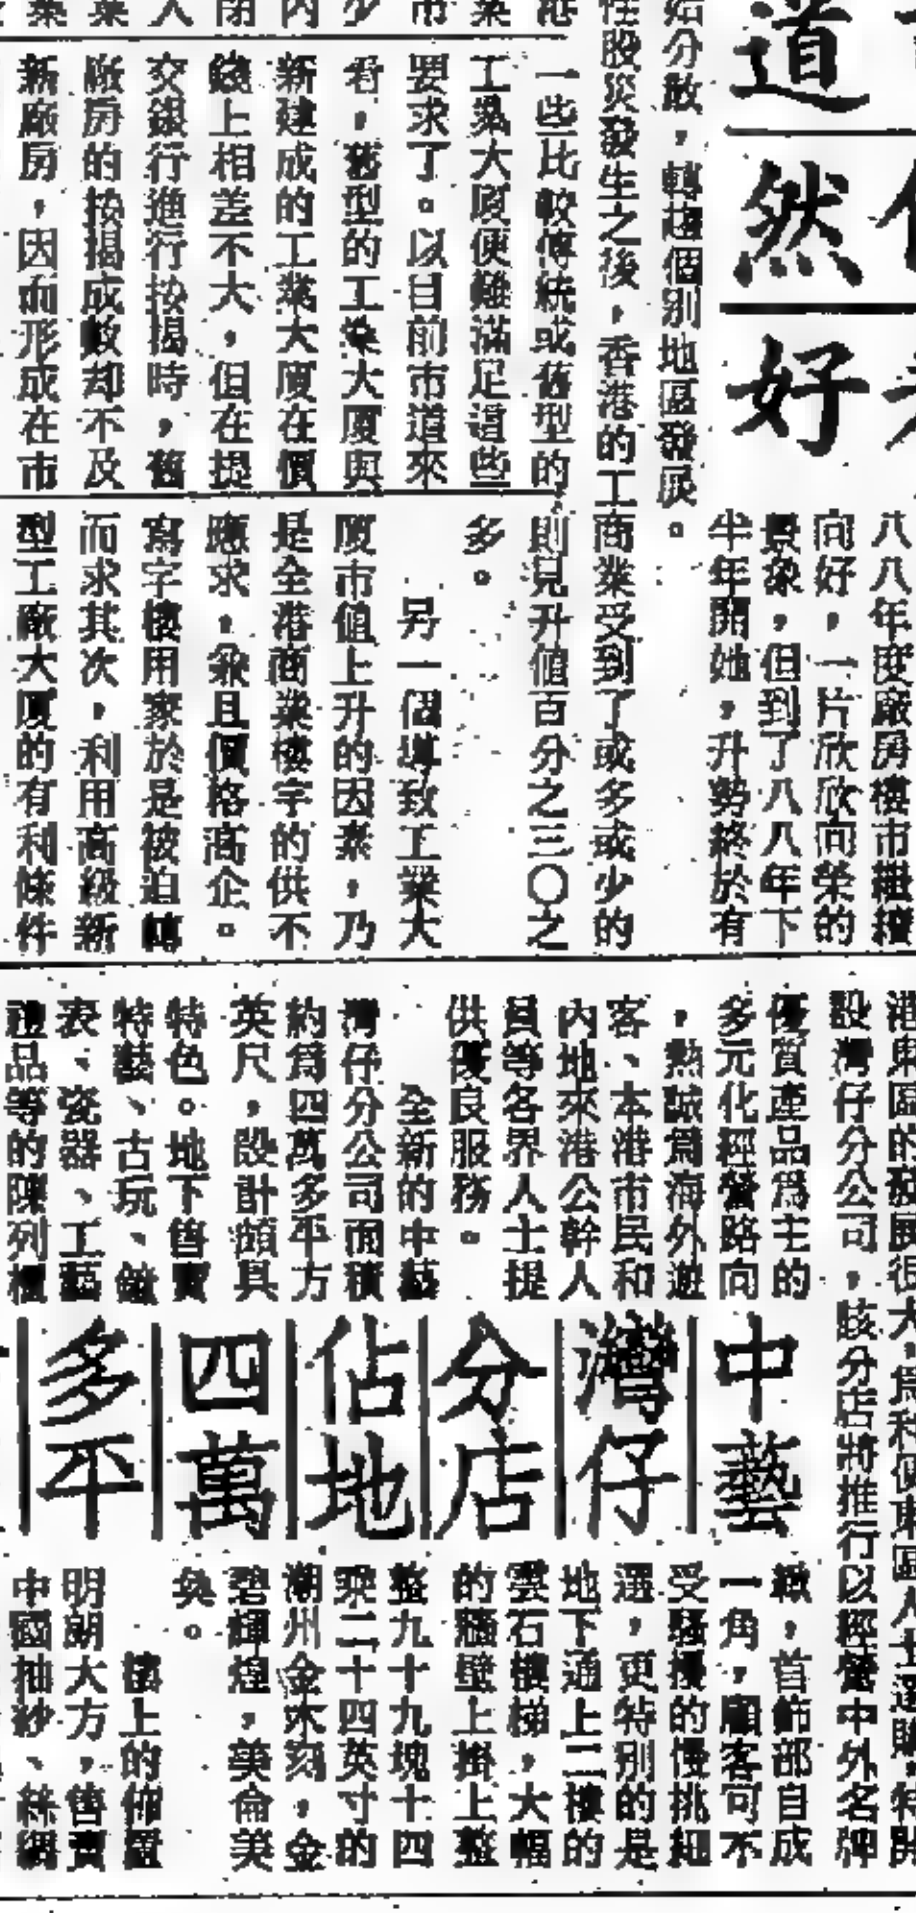 道
然
好
八八年度廠房樓市繼續
向好，一片欣欣向榮的
景象，但到了八八年下
半年開始，升勢終於有
始分散，轉趨個別地區發展。
性股災發生之後，香港的工商業受到了或多或少的
一些比較傳統或舊型的
工業大廈便難滿足這些
要求了。以目前市道來
看，舊型的工業大廈與
新建成的工業大廈在價
錢上相差不大，但在提
交銀行進行按揭時，舊
廠房的按揭成數却不及
新廠房，因而形成在市
則見升值百分之三〇之
多。
另一個導致工業大
廈市值上升的因素，乃
是全港商業樓宇的供不
應求，兼且價格高企。
寫字樓用家於是被迫轉
而求其次，利用高級新
型工廠大廈的有利條件
港東區的發展很大，爲利便東區人士選購，特開
設灣仔分公司，該分店將推行以經營中外名牌
優質產品爲主的
多元化經營路向
，熱誠爲海外遊
客、本港市民和
內地來港公幹人
員等各界人士提
供優良服務。
全新的中藝
灣仔分公司面積
約爲四萬多平方
英尺，設計頗具
特色。地下售賣
特藝、古玩、鐘
表、瓷器、工藝
禮品等的陳列櫃
中藝
灣仔
分店
佔地
四萬
多平
緻，首飾部自成
一角，顧客可不
受騷擾的慢挑細
選，更特別的是
地下通上二樓的
雲石樓梯，大幅
的牆壁上掛上整
整九十九塊十四
乘二十四英寸的
潮州金木刻，金
碧輝煌，美侖美
奐。
樓上的佈置
明朗大方，售賣
中國抽紗、絲綢